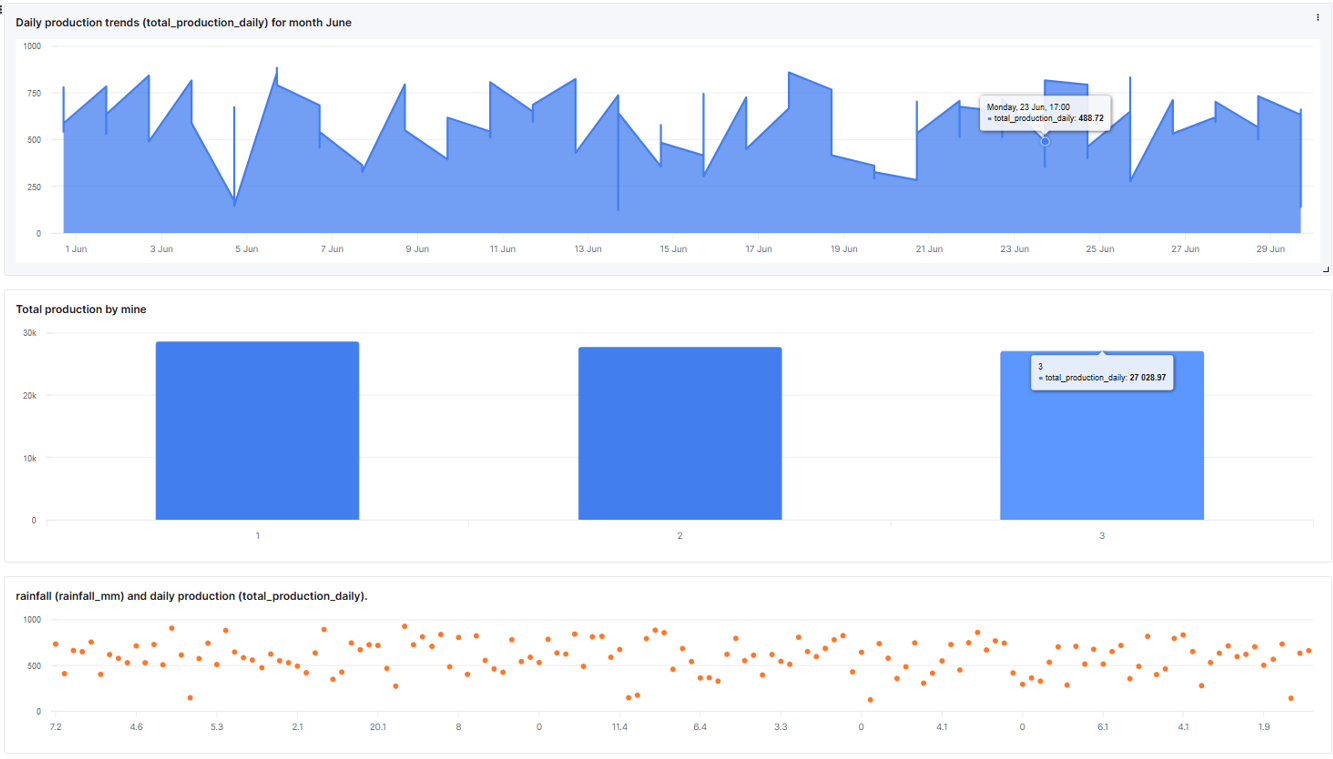 Daily production trends (total_production_daily) for month June
1000
750
500
250
0
Monday, 23 Jun, 17:00
total_production_daily: 488.72
1 Jun 3 Jun 5 Jun 7 Jun 9 Jun 11 Jun 13 Jun 15 Jun 17 Jun 19 Jun 21 Jun 23 Jun 25 Jun 27 Jun 29 Jun
Total production by mine
30k
20k
10k
0
3
total_production_daily: 27 028.97
1 2 3
rainfall (rainfall_mm) and daily production (total_production_daily).
1000
500
0
7.2 4.6 5.3 2.1 20.1 8 0 11.4 6.4 3.3 0 4.1 0 6.1 4.1 1.9